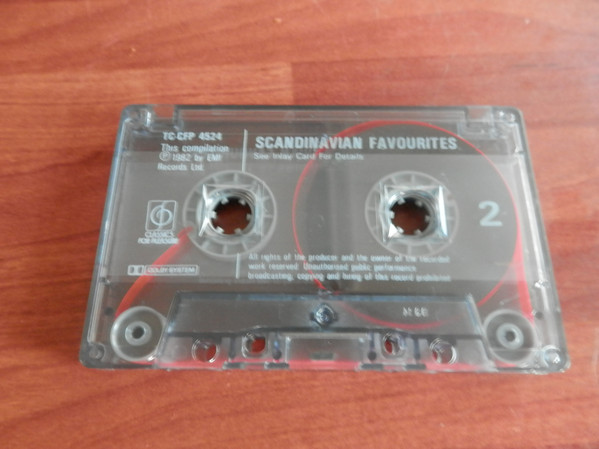 TC-CFP 4524
This compilation
℗ 1982 by EMI
Records Ltd.
SCANDINAVIAN FAVOURITES
See Inlay Card For Details
2
CLASSICS
FOR PLEASURE
DOLBY SYSTEM
All rights of the producer and the owner of the recorded
work reserved. Unauthorised public performance
broadcasting, copying and hiring of this record prohibited